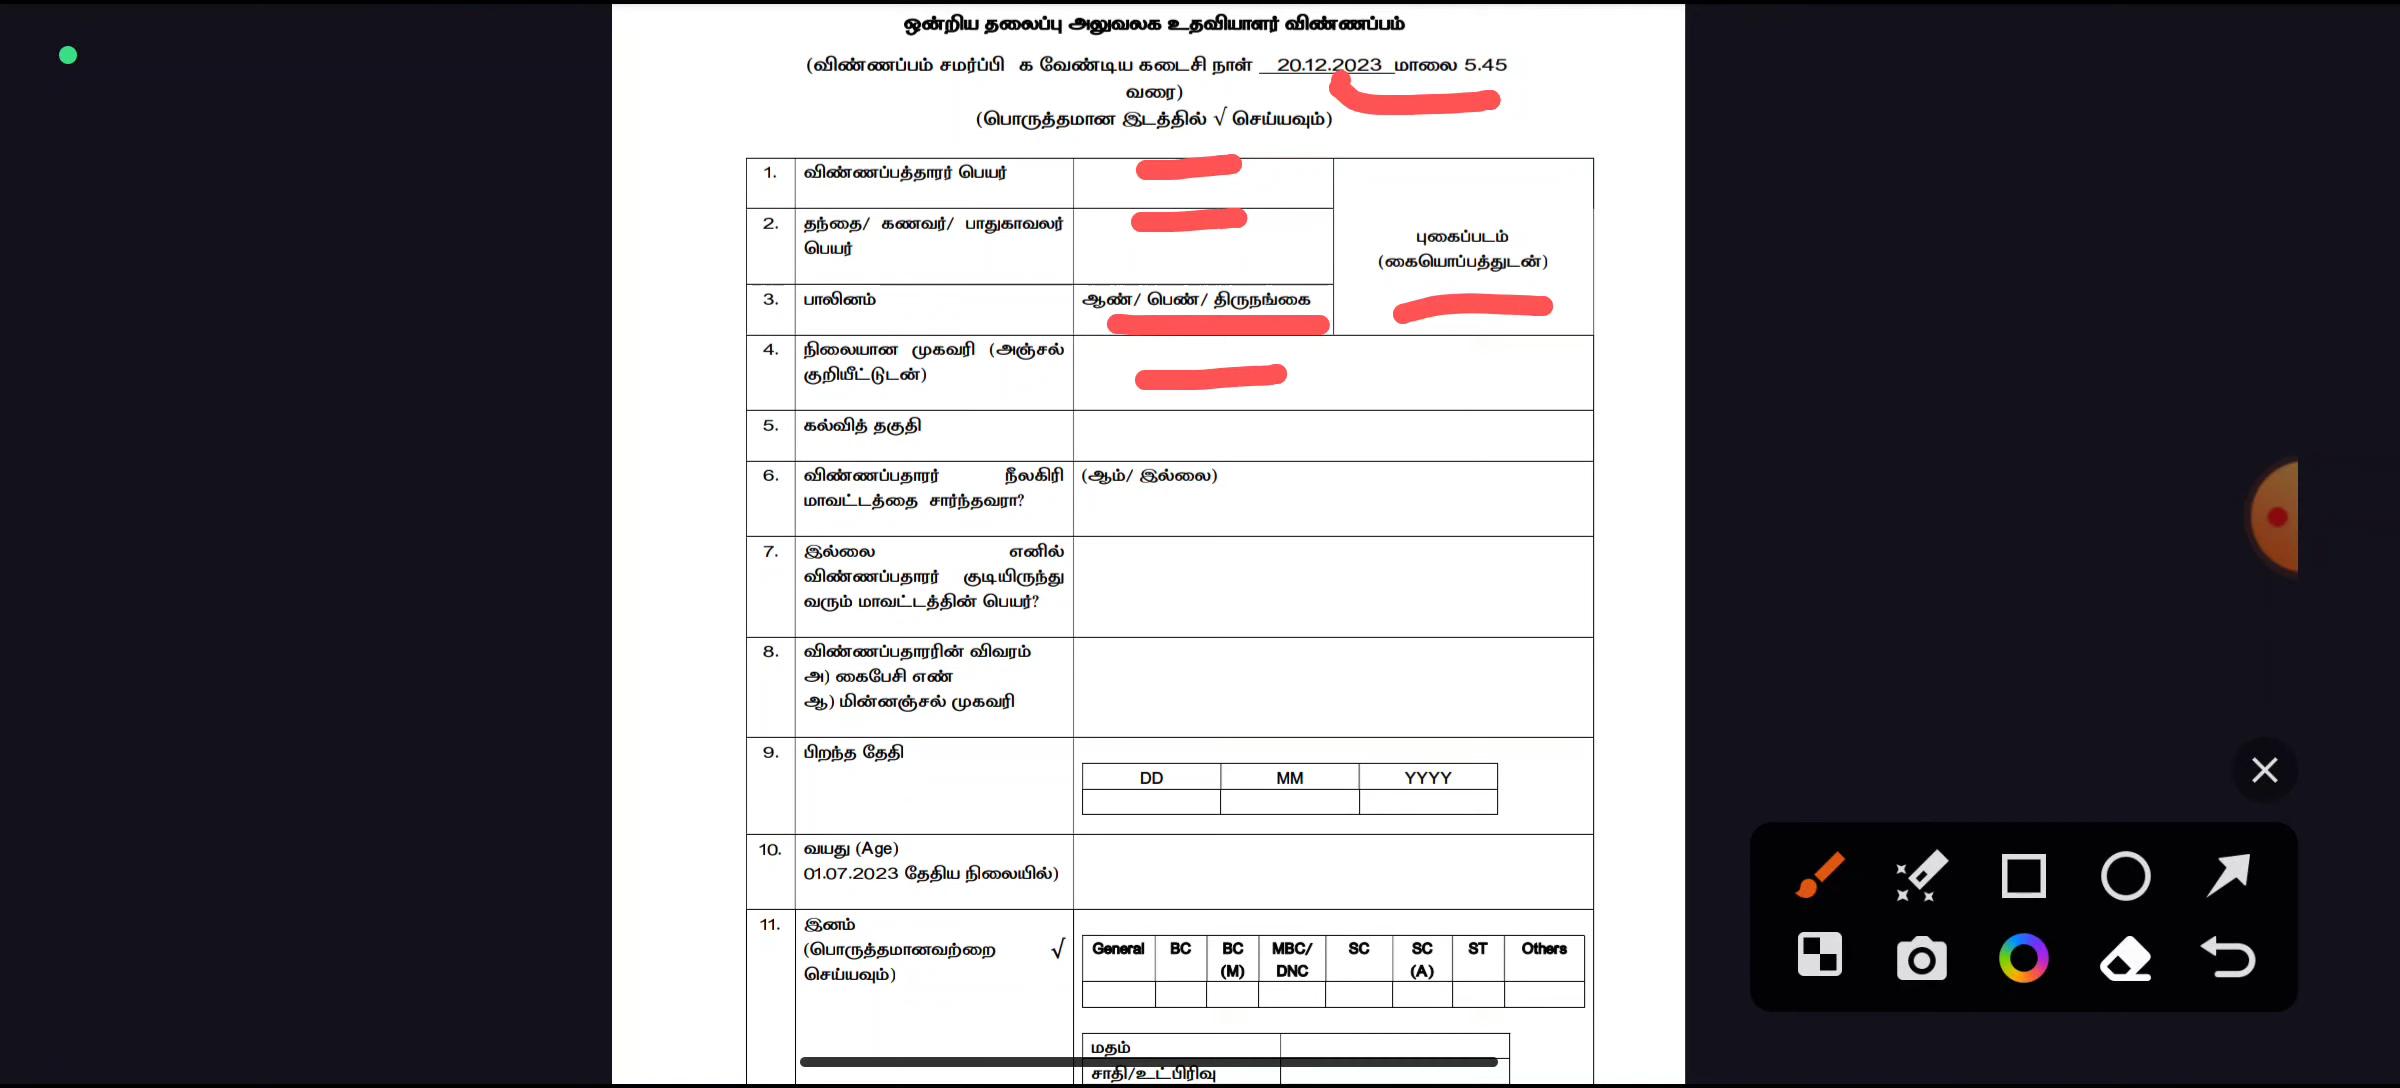 ஒன்றிய தலைப்பு அலுவலக உதவியாளர் விண்ணப்பம்
(விண்ணப்பம் சமர்ப்பி க வேண்டிய கடைசி நாள் 20.12.2023 மாலை 5.45
வரை)
(பொருத்தமான இடத்தில் √ செய்யவும்)
1. விண்ணப்பத்தாரர் பெயர்
2. தந்தை/ கணவர்/ பாதுகாவலர்
பெயர்
புகைப்படம்
(கையொப்பத்துடன்)
3. பாலினம் ஆண்/ பெண்/ திருநங்கை
4. நிலையான முகவரி (அஞ்சல்
குறியீட்டுடன்)
5. கல்வித் தகுதி
6. விண்ணப்பதாரர் நீலகிரி (ஆம்/ இல்லை)
மாவட்டத்தை சார்ந்தவரா?
7. இல்லை எனில்
விண்ணப்பதாரர் குடியிருந்து
வரும் மாவட்டத்தின் பெயர்?
8. விண்ணப்பதாரரின் விவரம்
அ) கைபேசி எண்
ஆ) மின்னஞ்சல் முகவரி
9. பிறந்த தேதி
DD MM YYYY
10. வயது (Age)
01.07.2023 தேதிய நிலையில்)
11. இனம்
(பொருத்தமானவற்றை √
செய்யவும்)
General BC BC MBC/ SC SC ST Others
(M) DNC (A)
மதம்
சாதி/உட்பிரிவு